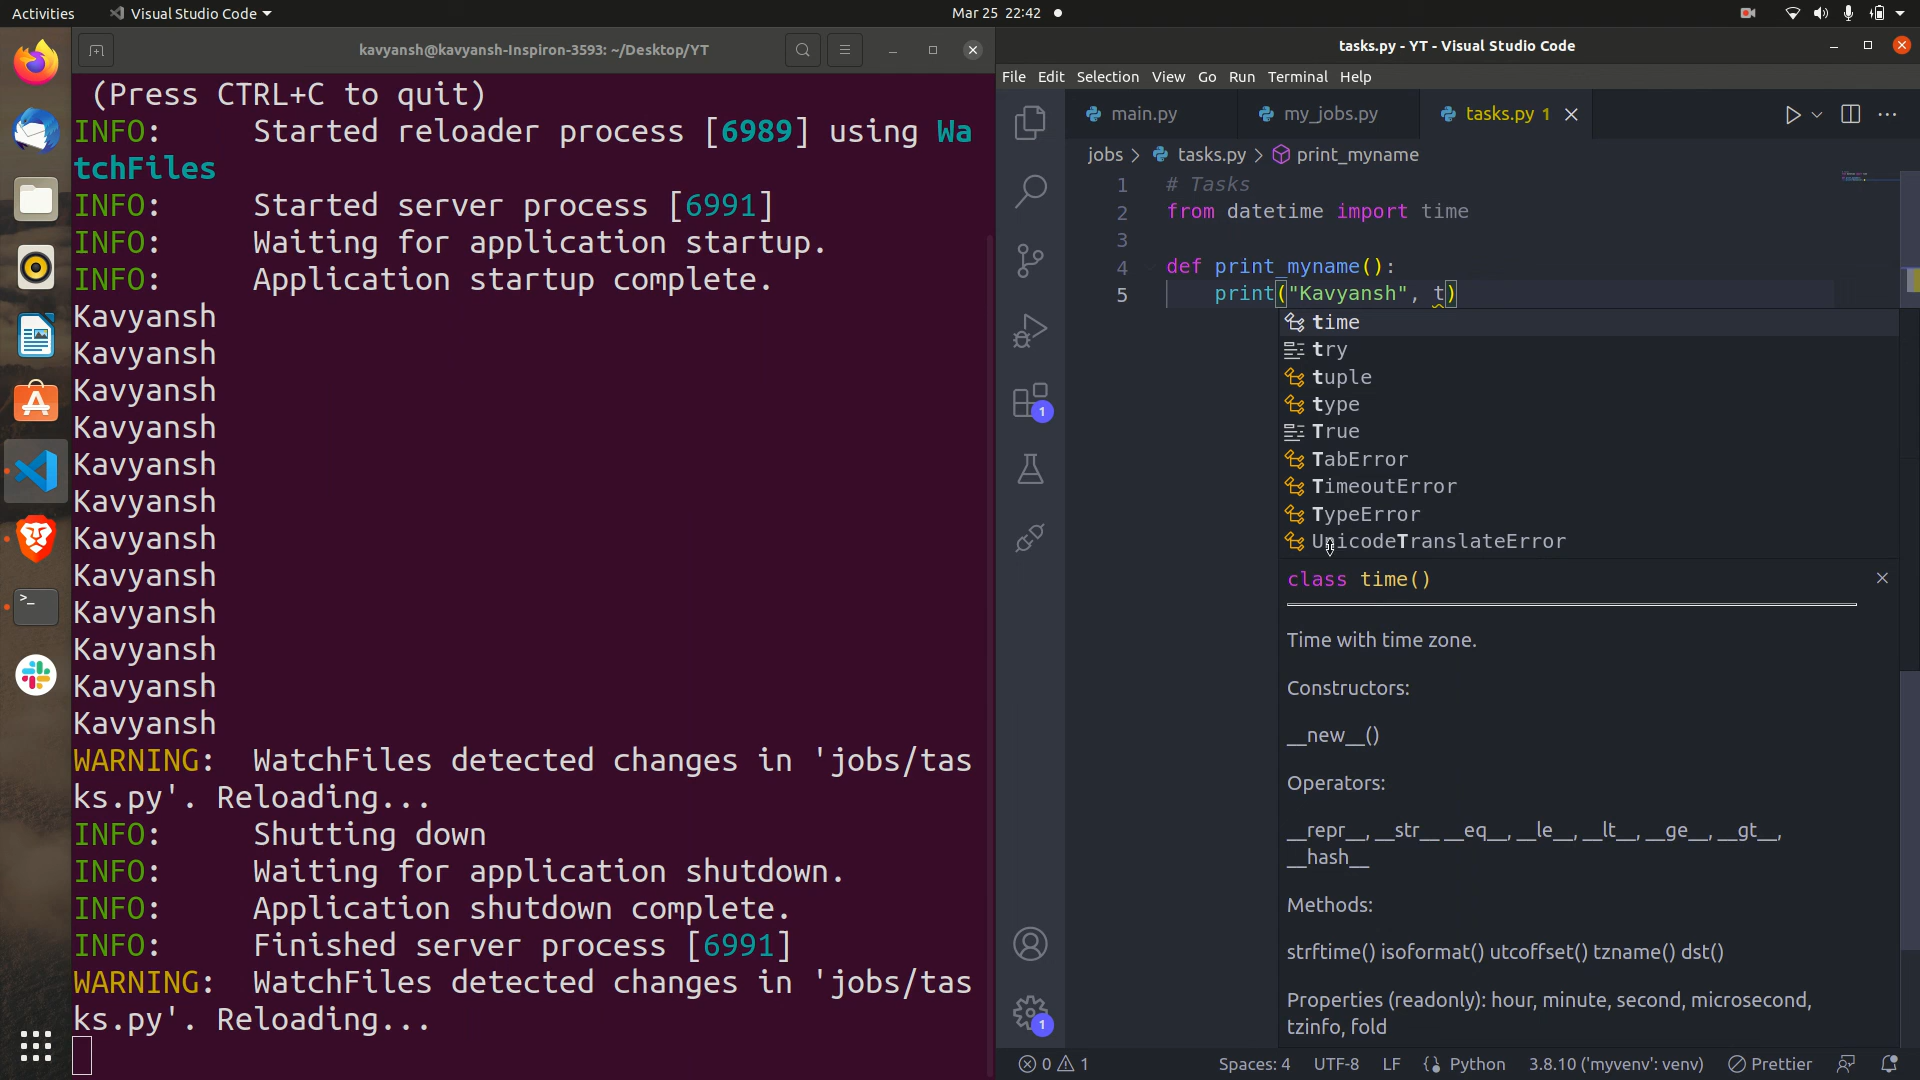 Activities
Visual Studio Code
Mar 25 22:42
kavyansh@kavyansh-Inspiron-3593: ~/Desktop/YT
(Press CTRL+C to quit)
INFO: Started reloader process [6989] using Wa
tchFiles
INFO: Started server process [6991]
INFO: Waiting for application startup.
INFO: Application startup complete.
Kavyansh
Kavyansh
Kavyansh
Kavyansh
Kavyansh
Kavyansh
Kavyansh
Kavyansh
Kavyansh
Kavyansh
Kavyansh
Kavyansh
WARNING: WatchFiles detected changes in 'jobs/tas
ks.py'. Reloading...
INFO: Shutting down
INFO: Waiting for application shutdown.
INFO: Application shutdown complete.
INFO: Finished server process [6991]
WARNING: WatchFiles detected changes in 'jobs/tas
ks.py'. Reloading...
tasks.py - YT - Visual Studio Code
File Edit Selection View Go Run Terminal Help
main.py
my_jobs.py
tasks.py 1
jobs > tasks.py > print_myname
1 # Tasks
2 from datetime import time
3
4 def print_myname():
5 print("Kavyansh", t)
time
try
tuple
type
True
TabError
TimeoutError
TypeError
UnicodeTranslateError
class time()
Time with time zone.
Constructors:
__new__()
Operators:
__repr__, __str__ __eq__, __le__, __lt__, __ge__, __gt__,
__hash__
Methods:
strftime() isoformat() utcoffset() tzname() dst()
Properties (readonly): hour, minute, second, microsecond,
tzinfo, fold
1
1
0 1
Spaces: 4
UTF-8
LF
Python
3.8.10 ('myvenv': venv)
Prettier